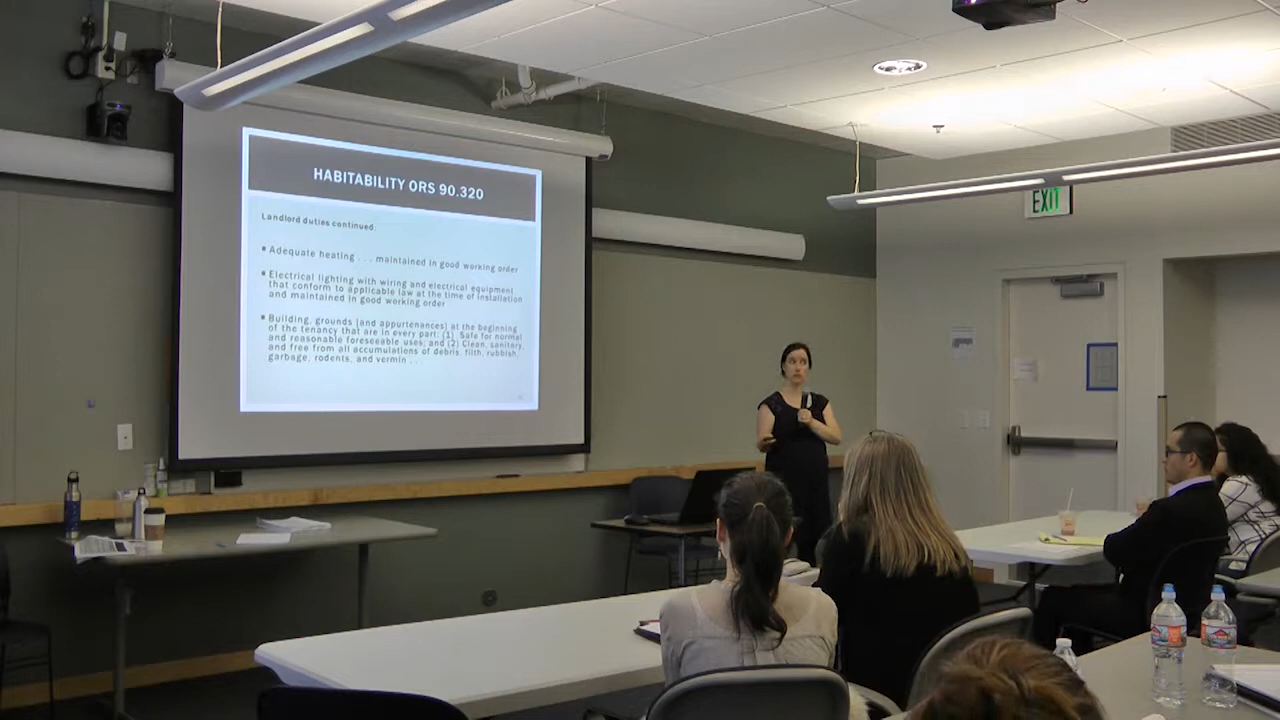 HABITABILITY ORS 90.320
Landlord duties continued:
• Adequate heating . . . maintained in good working order
• Electrical lighting with wiring and electrical equipment
that conform to applicable law at the time of installation
and maintained in good working order
• Building, grounds [and appurtenances] at the beginning
of the tenancy that are in every part: (1) Safe for normal
and reasonable foreseeable uses; and (2) Clean, sanitary,
and free from all accumulations of debris, filth, rubbish,
garbage, rodents, and vermin . . .
EXIT